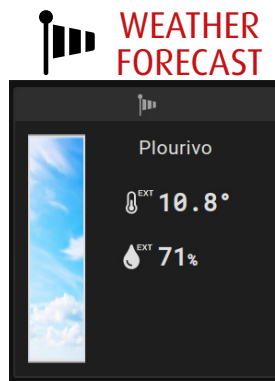 WEATHER
FORECAST
Plourivo
EXT 10.8°
EXT 71%